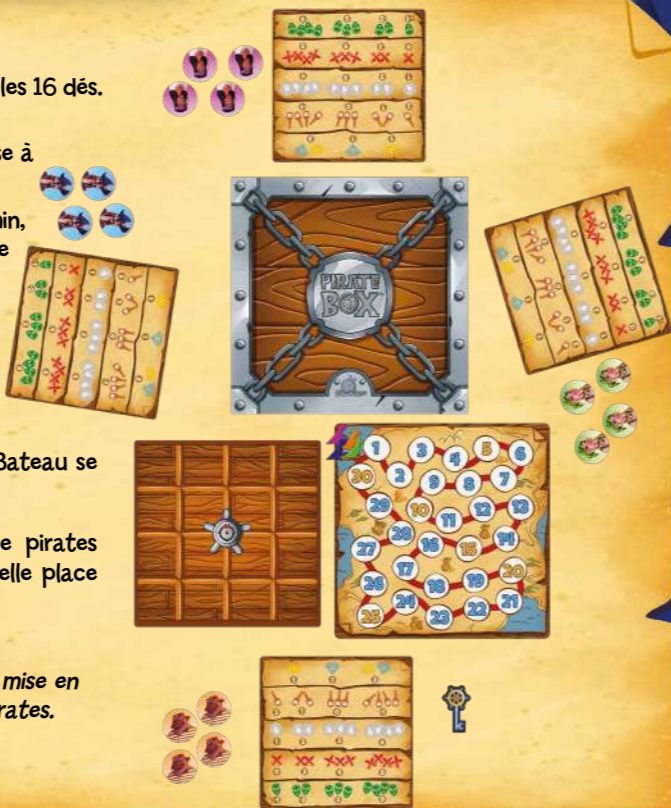 les 16 dés.
se à
min,
e
PIRATE
BOX
Bateau se
e pirates
elle place
mise en
rates.
1 3 4 5 6
30 2 9 8 7
29 10 11 12 13
28 16 15 14
27 17 18 19 20
26 24 23 22 21
25